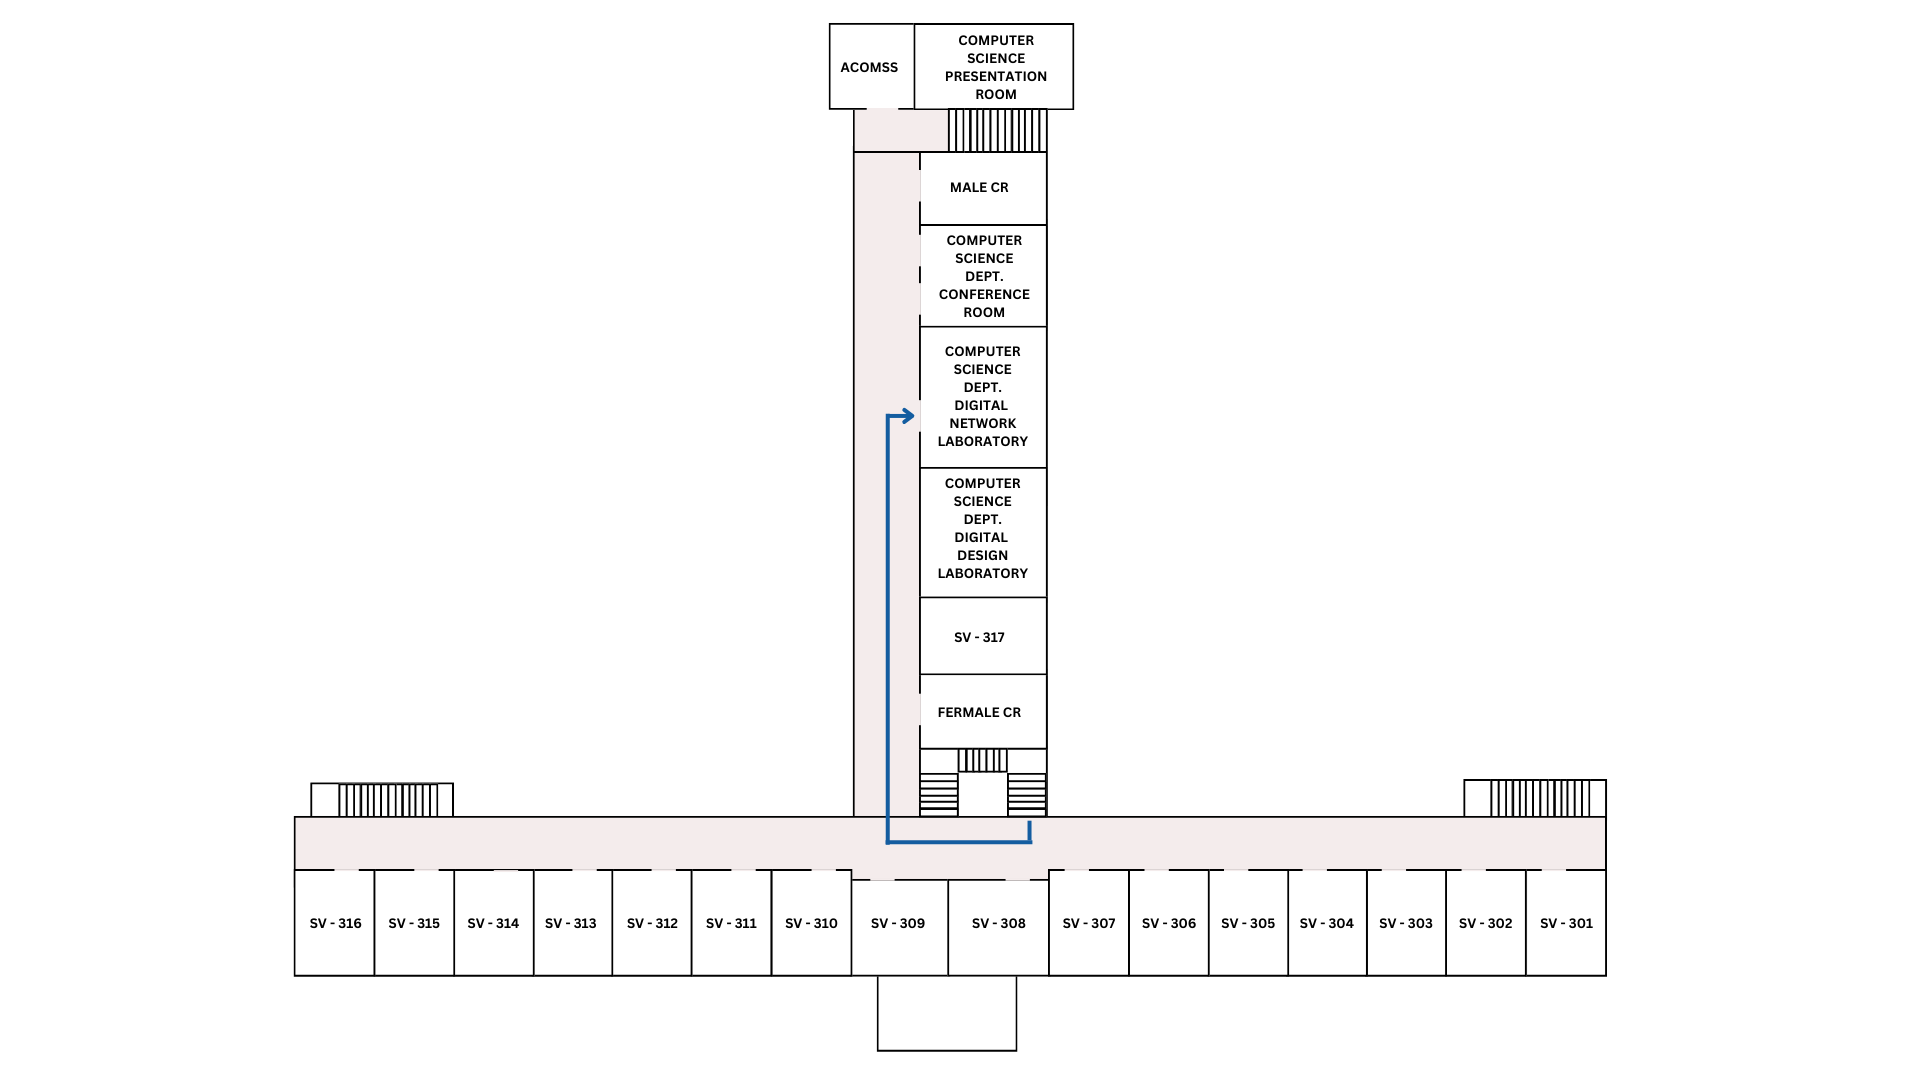 ACOMSS
COMPUTER
SCIENCE
PRESENTATION
ROOM
MALE CR
COMPUTER
SCIENCE
DEPT.
CONFERENCE
ROOM
COMPUTER
SCIENCE
DEPT.
DIGITAL
NETWORK
LABORATORY
COMPUTER
SCIENCE
DEPT.
DIGITAL
DESIGN
LABORATORY
SV - 317
FERMALE CR
SV - 316
SV - 315
SV - 314
SV - 313
SV - 312
SV - 311
SV - 310
SV - 309
SV - 308
SV - 307
SV - 306
SV - 305
SV - 304
SV - 303
SV - 302
SV - 301